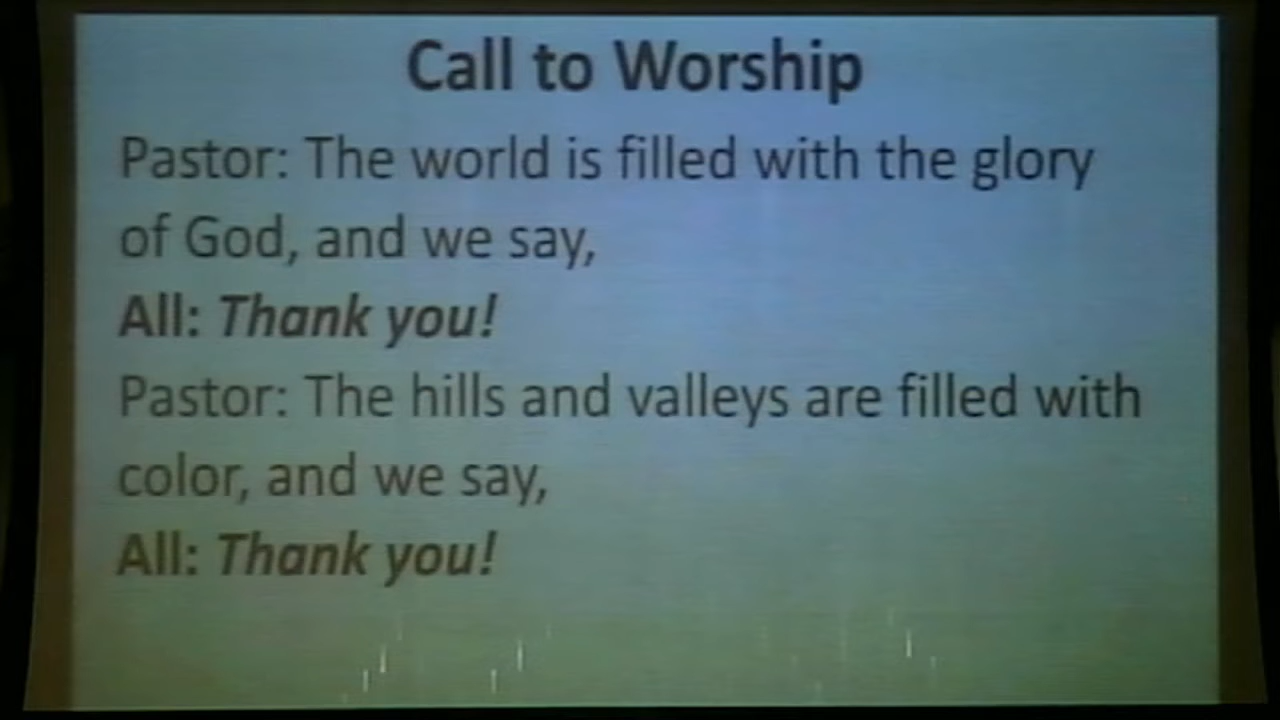 Call to Worship
Pastor: The world is filled with the glory
of God, and we say,
All: Thank you!
Pastor: The hills and valleys are filled with
color, and we say,
All: Thank you!